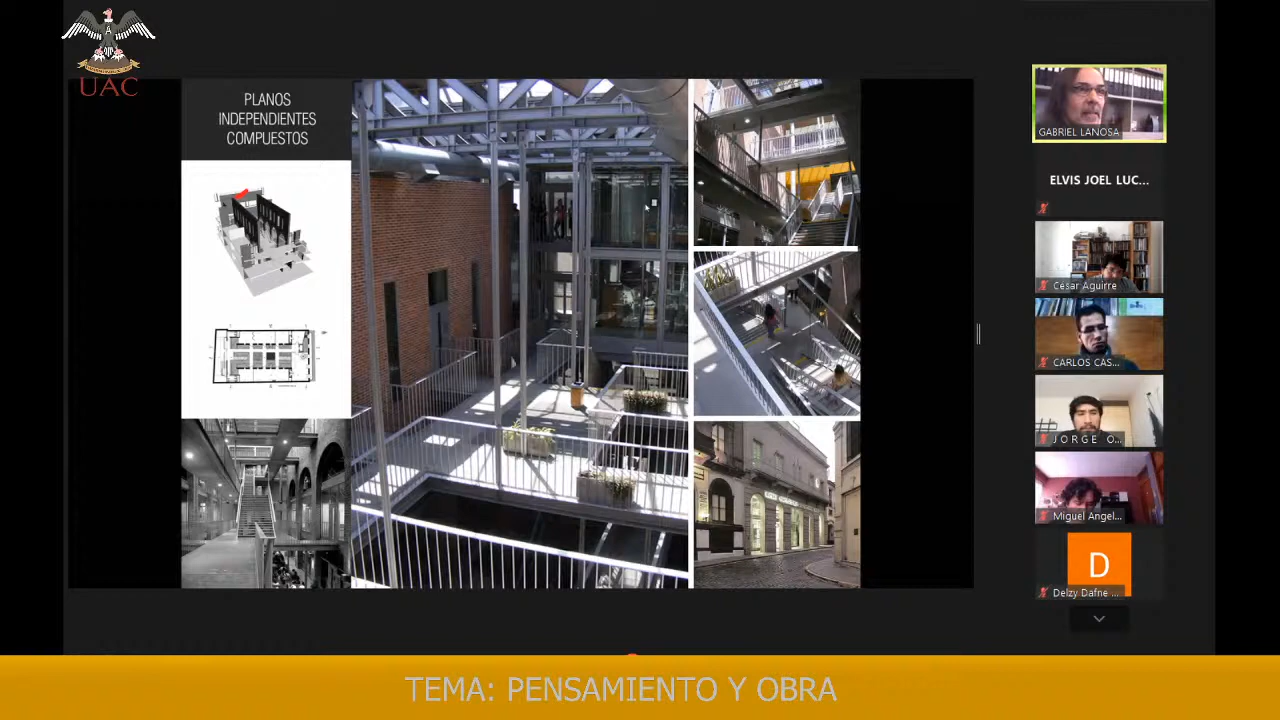 UAC
PLANOS
INDEPENDIENTES
COMPUESTOS
GABRIEL LANOSA
ELVIS JOEL LUC...
César Aguirre
CARLOS CAS...
J O R G E O...
Miguel Angel...
D
Delzy Dafne ...
TEMA: PENSAMIENTO Y OBRA